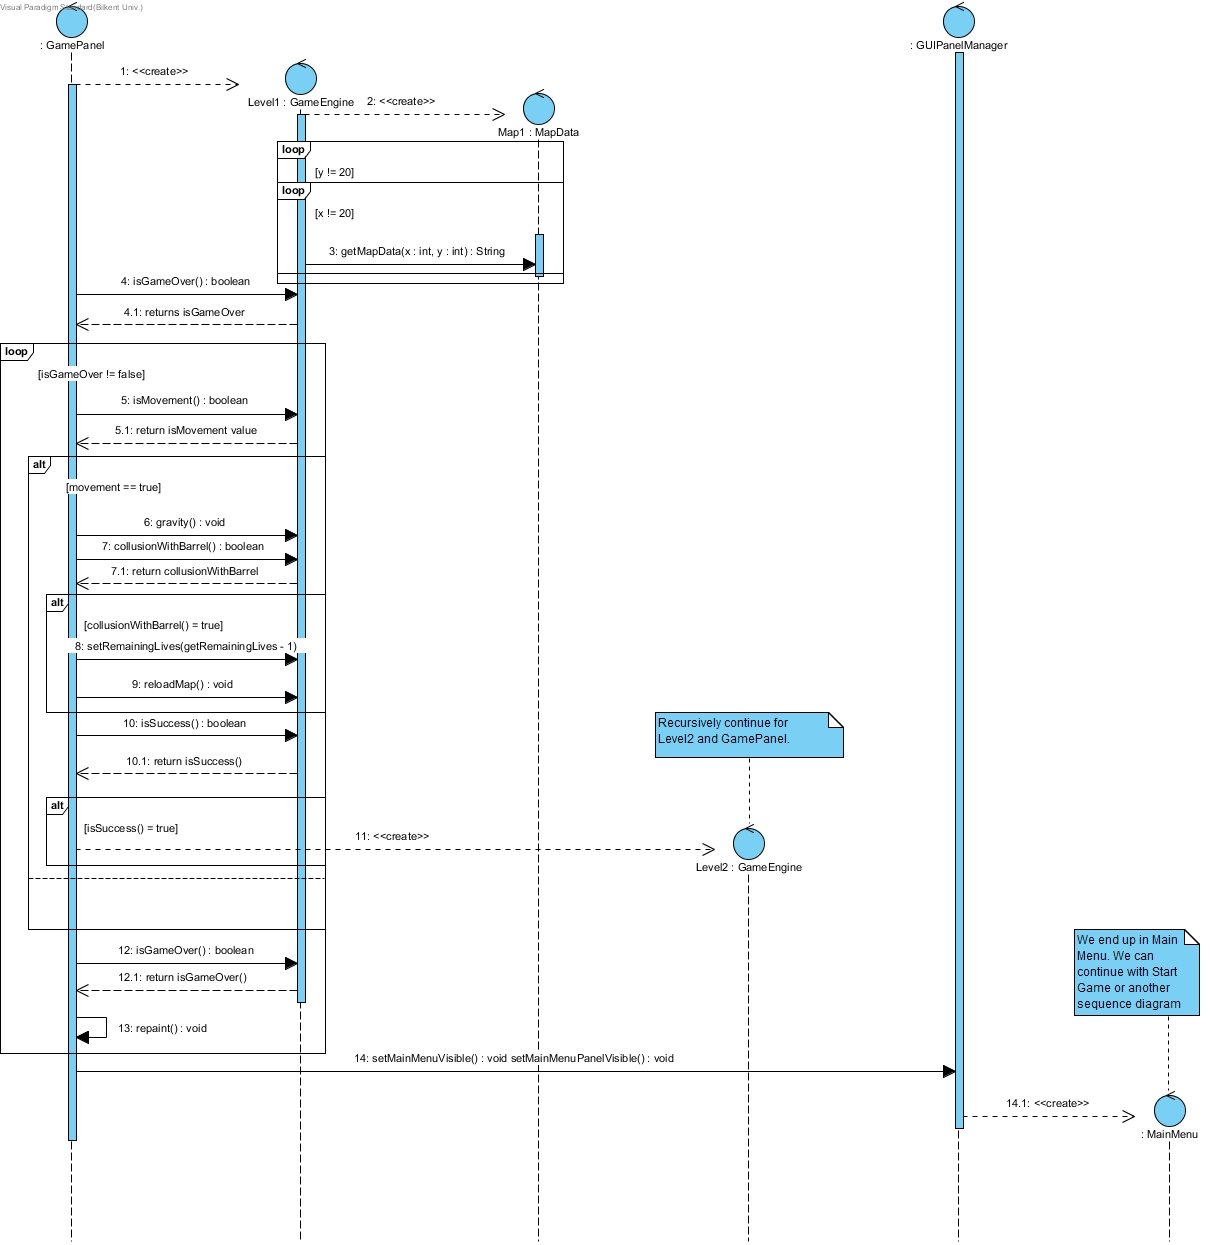 Visual Paradigm Standard(Bilkent Univ.)
: GamePanel
: GUIPanelManager
1: <<create>>
Level1 : GameEngine
2: <<create>>
Map1 : MapData
loop
[y != 20]
loop
[x != 20]
3: getMapData(x : int, y : int) : String
4: isGameOver() : boolean
4.1: returns isGameOver
loop
[isGameOver != false]
5: isMovement() : boolean
5.1: return isMovement value
alt
[movement == true]
6: gravity() : void
7: collusionWithBarrel() : boolean
7.1: return collusionWithBarrel
alt
[collusionWithBarrel() = true]
8: setRemainingLives(getRemainingLives - 1)
9: reloadMap() : void
10: isSuccess() : boolean
Recursively continue for
Level2 and GamePanel.
10.1: return isSuccess()
alt
[isSuccess() = true]
11: <<create>>
Level2 : GameEngine
12: isGameOver() : boolean
12.1: return isGameOver()
We end up in Main
Menu. We can
continue with Start
Game or another
sequence diagram
13: repaint() : void
14: setMainMenuVisible() : void setMainMenuPanelVisible() : void
14.1: <<create>>
: MainMenu